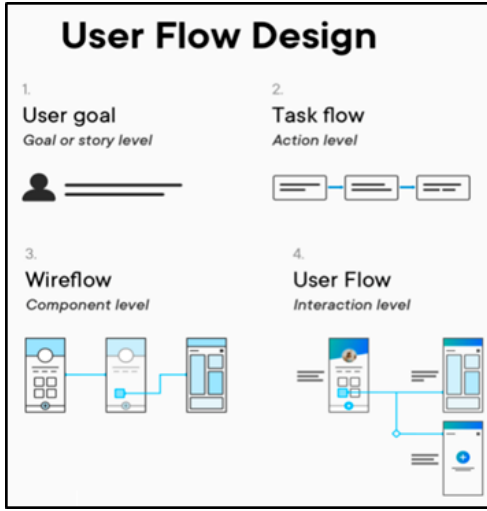 User Flow Design
1.
User goal
Goal or story level
2.
Task flow
Action level
3.
Wireflow
Component level
4.
User Flow
Interaction level